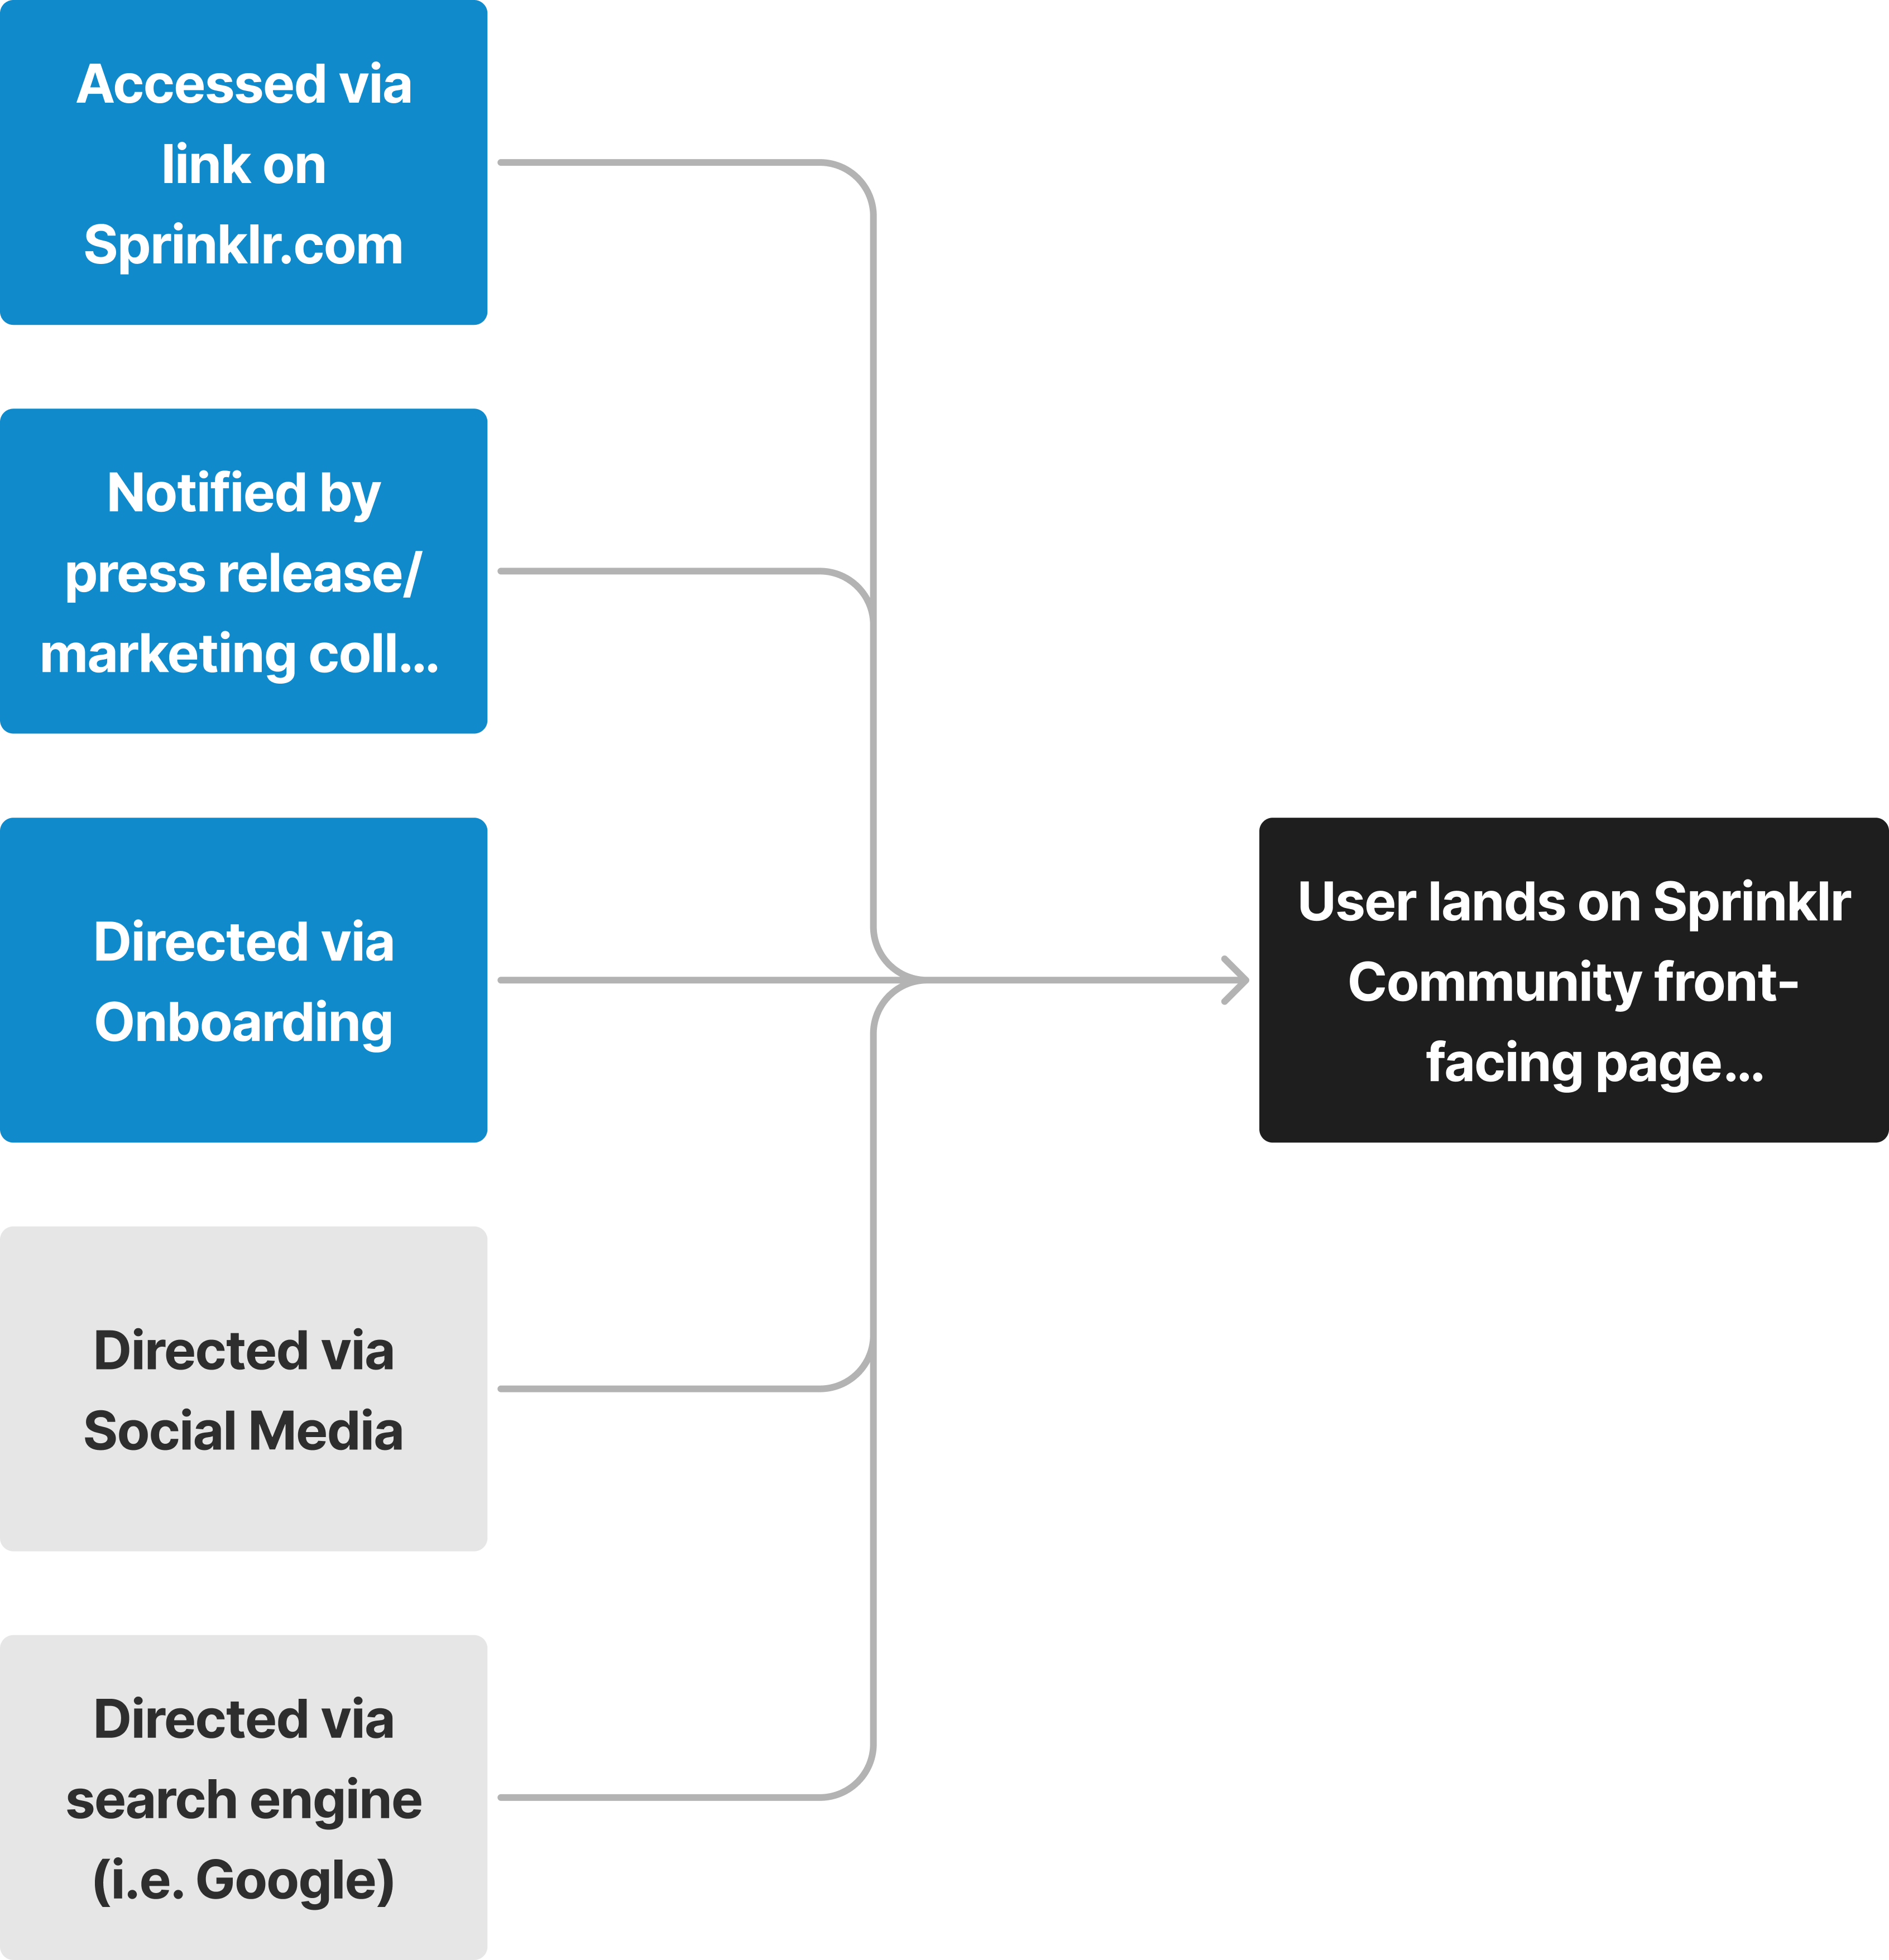 Accessed via
link on
Sprinklr.com
Notified by
press release/
marketing coll...
Directed via
Onboarding
User lands on Sprinklr
Community front-
facing page...
Directed via
Social Media
Directed via
search engine
(i.e. Google)